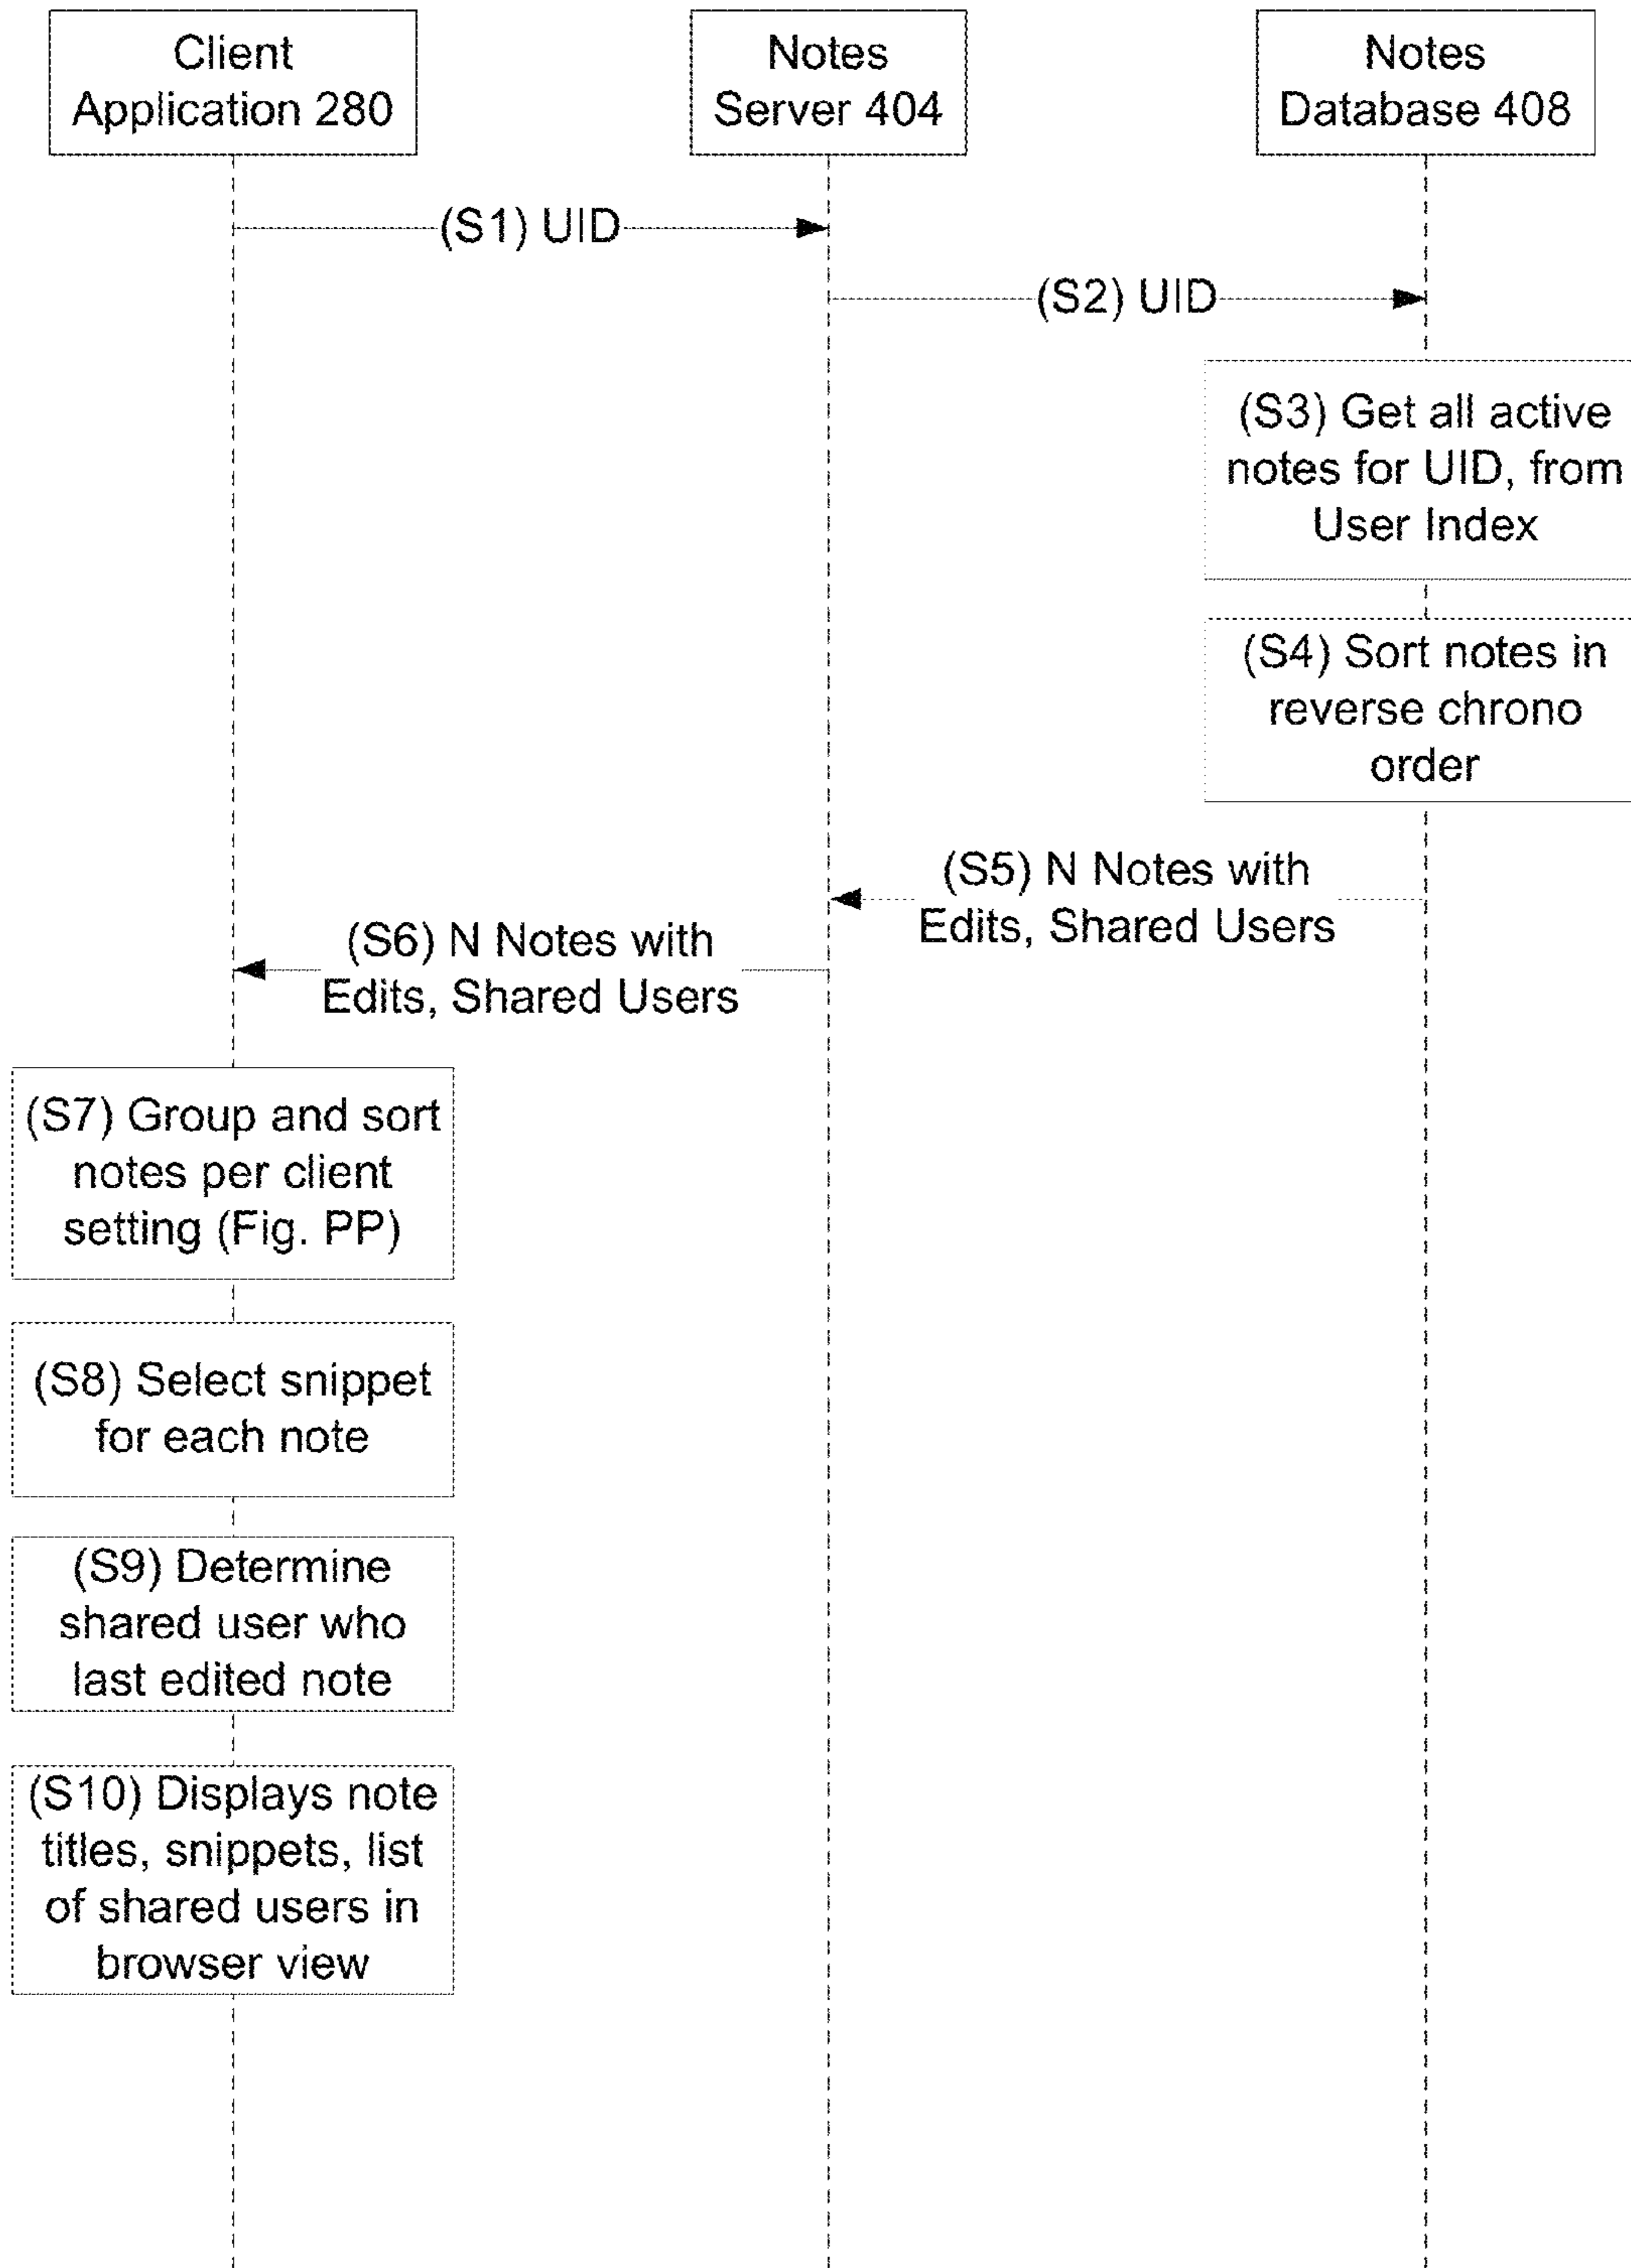 Client
Application 280
Notes
Server 404
Notes
Database 408
(S1) UID
(S2) UID
(S3) Get all active
notes for UID, from
User Index
(S4) Sort notes in
reverse chrono
order
(S5) N Notes with
Edits, Shared Users
(S6) N Notes with
Edits, Shared Users
(S7) Group and sort
notes per client
setting (Fig. PP)
(S8) Select snippet
for each note
(S9) Determine
shared user who
last edited note
(S10) Displays note
titles, snippets, list
of shared users in
browser view